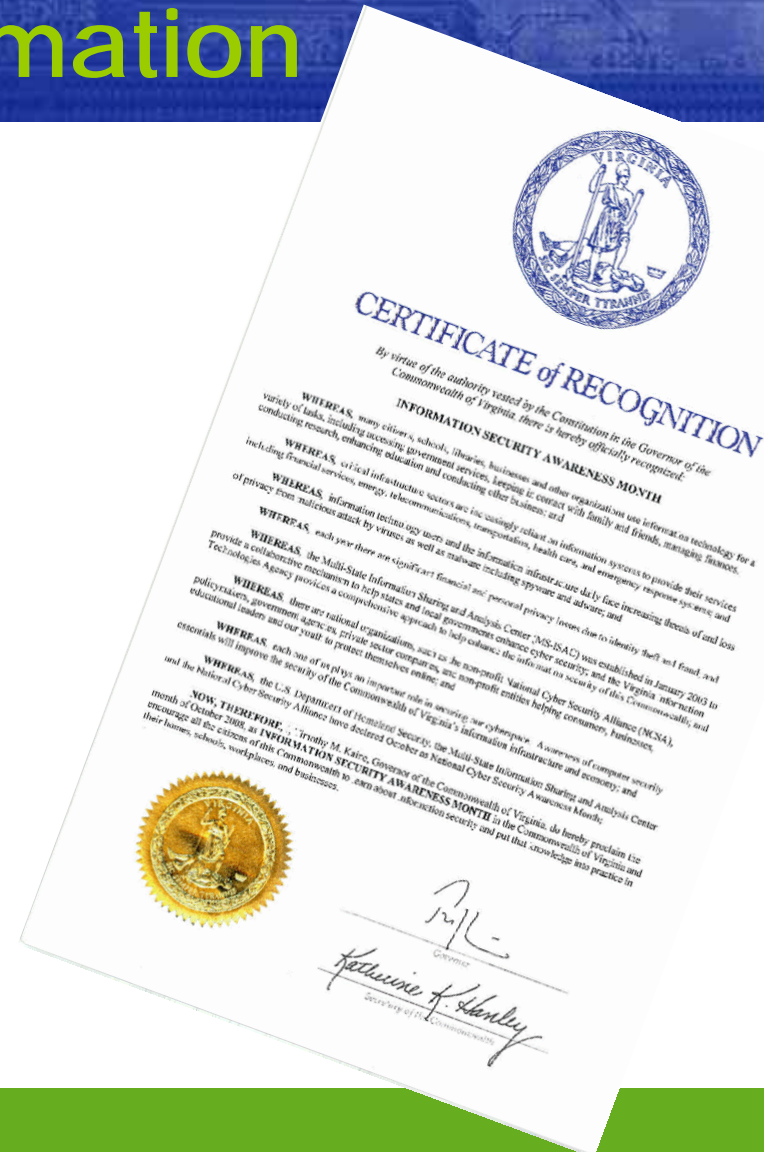 mation
VIRGINIA
SIC SEMPER TYRANNIS
CERTIFICATE of RECOGNITION
By virtue of the authority vested by the Constitution in the Governor of the
Commonwealth of Virginia, there is hereby officially recognized:
INFORMATION SECURITY AWARENESS MONTH
WHEREAS, many citizens, schools, libraries, businesses and other organizations use information technology for a
variety of tasks, including accessing government services, keeping in contact with family and friends, managing finances,
conducting research, enhancing education and conducting other business; and
WHEREAS, critical infrastructure sectors are increasingly reliant on information systems to provide their services
including financial services, energy, telecommunications, transportation, health care, and emergency response systems; and
WHEREAS, information technology users and the information infrastructure daily face increasing threats of and loss
of privacy from malicious attack by viruses as well as malware including spyware and adware; and
WHEREAS, each year there are significant financial and personal privacy losses due to identity theft and fraud; and
WHEREAS, the Multi-State Information Sharing and Analysis Center (MS-ISAC) was established in January 2003 to
provide a collaborative mechanism to help states and local governments enhance cyber security; and the Virginia Information
Technologies Agency provides a comprehensive approach to help enhance the information security of this Commonwealth; and
WHEREAS, there are national organizations, such as the non-profit National Cyber Security Alliance (NCSA),
policymakers, government agencies, private sector companies, and non-profit entities helping consumers, businesses,
educational leaders and our youth to protect themselves online; and
WHEREAS, each one of us plays an important role in securing our cyberspace. Awareness of computer security
essentials will improve the security of the Commonwealth of Virginia's information infrastructure and economy; and
WHEREAS, the U.S. Department of Homeland Security, the Multi-State Information Sharing and Analysis Center
and the National Cyber Security Alliance have declared October as National Cyber Security Awareness Month;
NOW, THEREFORE, I, Timothy M. Kaine, Governor of the Commonwealth of Virginia, do hereby proclaim the
month of October 2008, as INFORMATION SECURITY AWARENESS MONTH in the Commonwealth of Virginia and
encourage all the citizens of this Commonwealth to learn about information security and put that knowledge into practice in
their homes, schools, workplaces, and businesses.
VIRGINIA
Governor
Katherine K. Hanley
Secretary of the Commonwealth